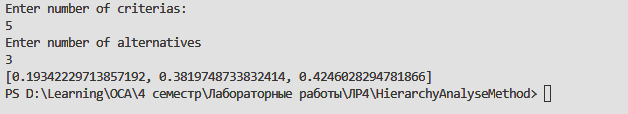 Enter number of criterias:
5
Enter number of alternatives
3
[0.19342229713857192, 0.3819748733832414, 0.4246028294781866]
PS D:\Learning\ОСА\4 семестр\Лабораторные работы\ЛР4\HierarchyAnalyseMethod>